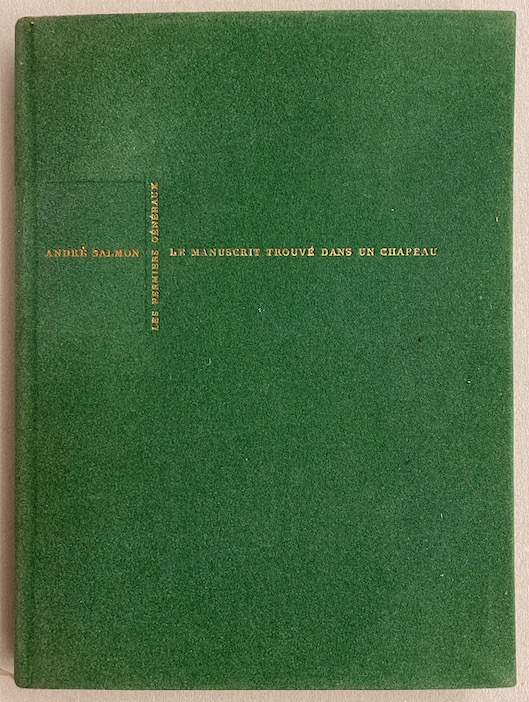 ANDRÉ SALMON
LES FERMIERS GÉNÉRAUX
LE MANUSCRIT TROUVÉ DANS UN CHAPEAU